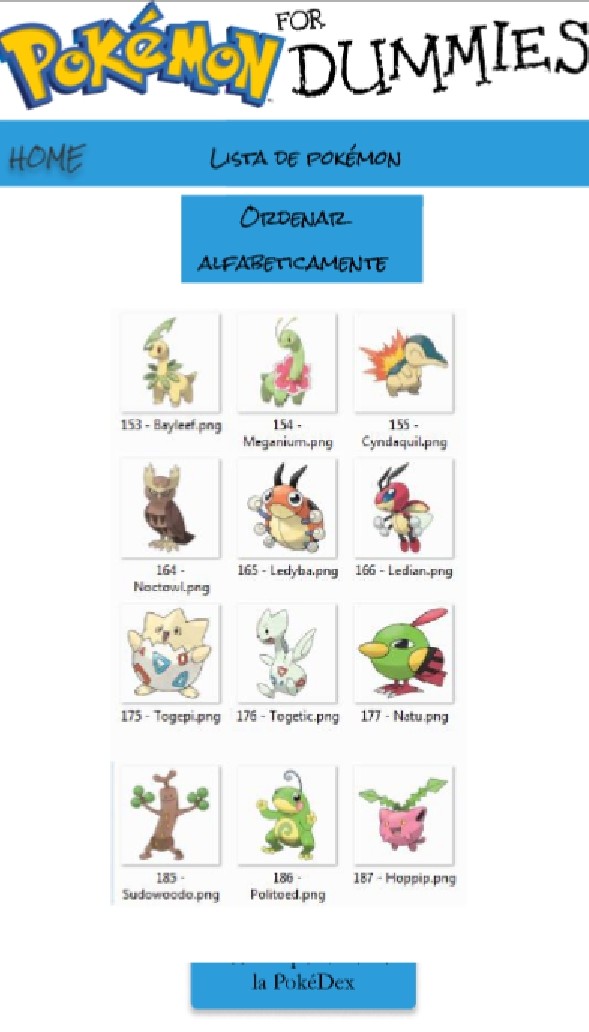 POKÉMON FOR DUMMIES
HOME
LISTA DE POKÉMON
ORDENAR
ALFABETICAMENTE
153 - Bayleef.png
154 -
Meganium.png
155 -
Cyndaquil.png
164 -
Noctowl.png
165 - Ledyba.png
166 - Ledian.png
175 - Togepi.png
176 - Togetic.png
177 - Natu.png
185 -
Sudowoodo.png
186 -
Politoed.png
187 - Hoppip.png
la PokéDex